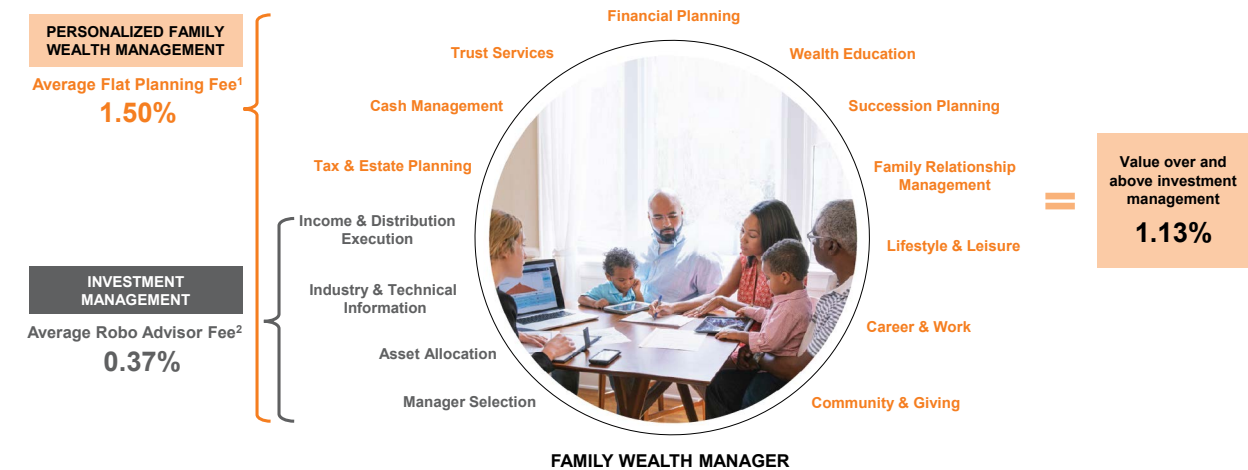 PERSONALIZED FAMILY
WEALTH MANAGEMENT
Average Flat Planning Fee¹
1.50%
INVESTMENT
MANAGEMENT
Average Robo Advisor Fee²
0.37%
Financial Planning
Trust Services
Wealth Education
Cash Management
Succession Planning
Tax & Estate Planning
Family Relationship
Management
Income & Distribution
Execution
Lifestyle & Leisure
Industry & Technical
Information
Career & Work
Asset Allocation
Manager Selection
Community & Giving
FAMILY WEALTH MANAGER
=
Value over and
above investment
management
1.13%